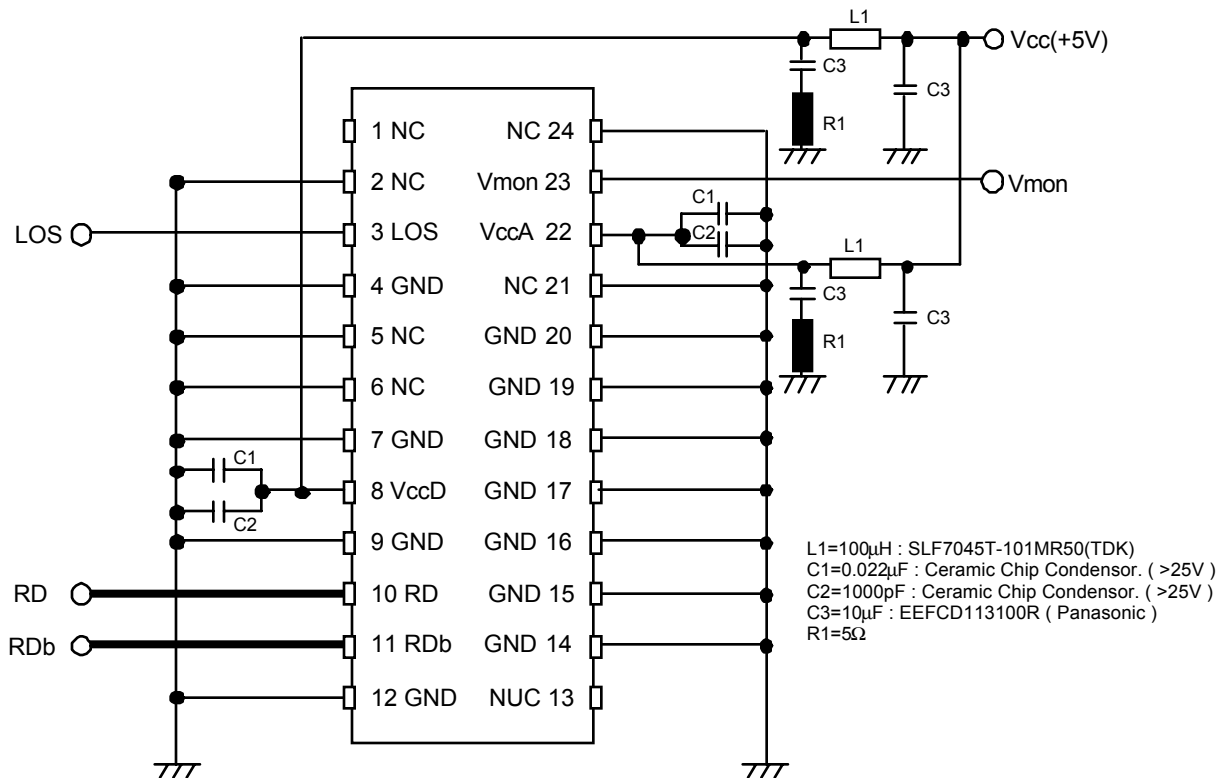 L1
Vcc(+5V)
C3
C3
R1
1 NC
NC 24
2 NC
Vmon 23
Vmon
C1
LOS
3 LOS
VccA 22
C2
L1
4 GND
NC 21
C3
C3
5 NC
GND 20
R1
6 NC
GND 19
7 GND
GND 18
C1
8 VccD
GND 17
C2
9 GND
GND 16
RD
10 RD
GND 15
RDb
11 RDb
GND 14
12 GND
NUC 13
L1=100μH : SLF7045T-101MR50(TDK)
C1=0.022μF : Ceramic Chip Condensor. ( >25V )
C2=1000pF : Ceramic Chip Condensor. ( >25V )
C3=10μF : EEFCD113100R ( Panasonic )
R1=5Ω